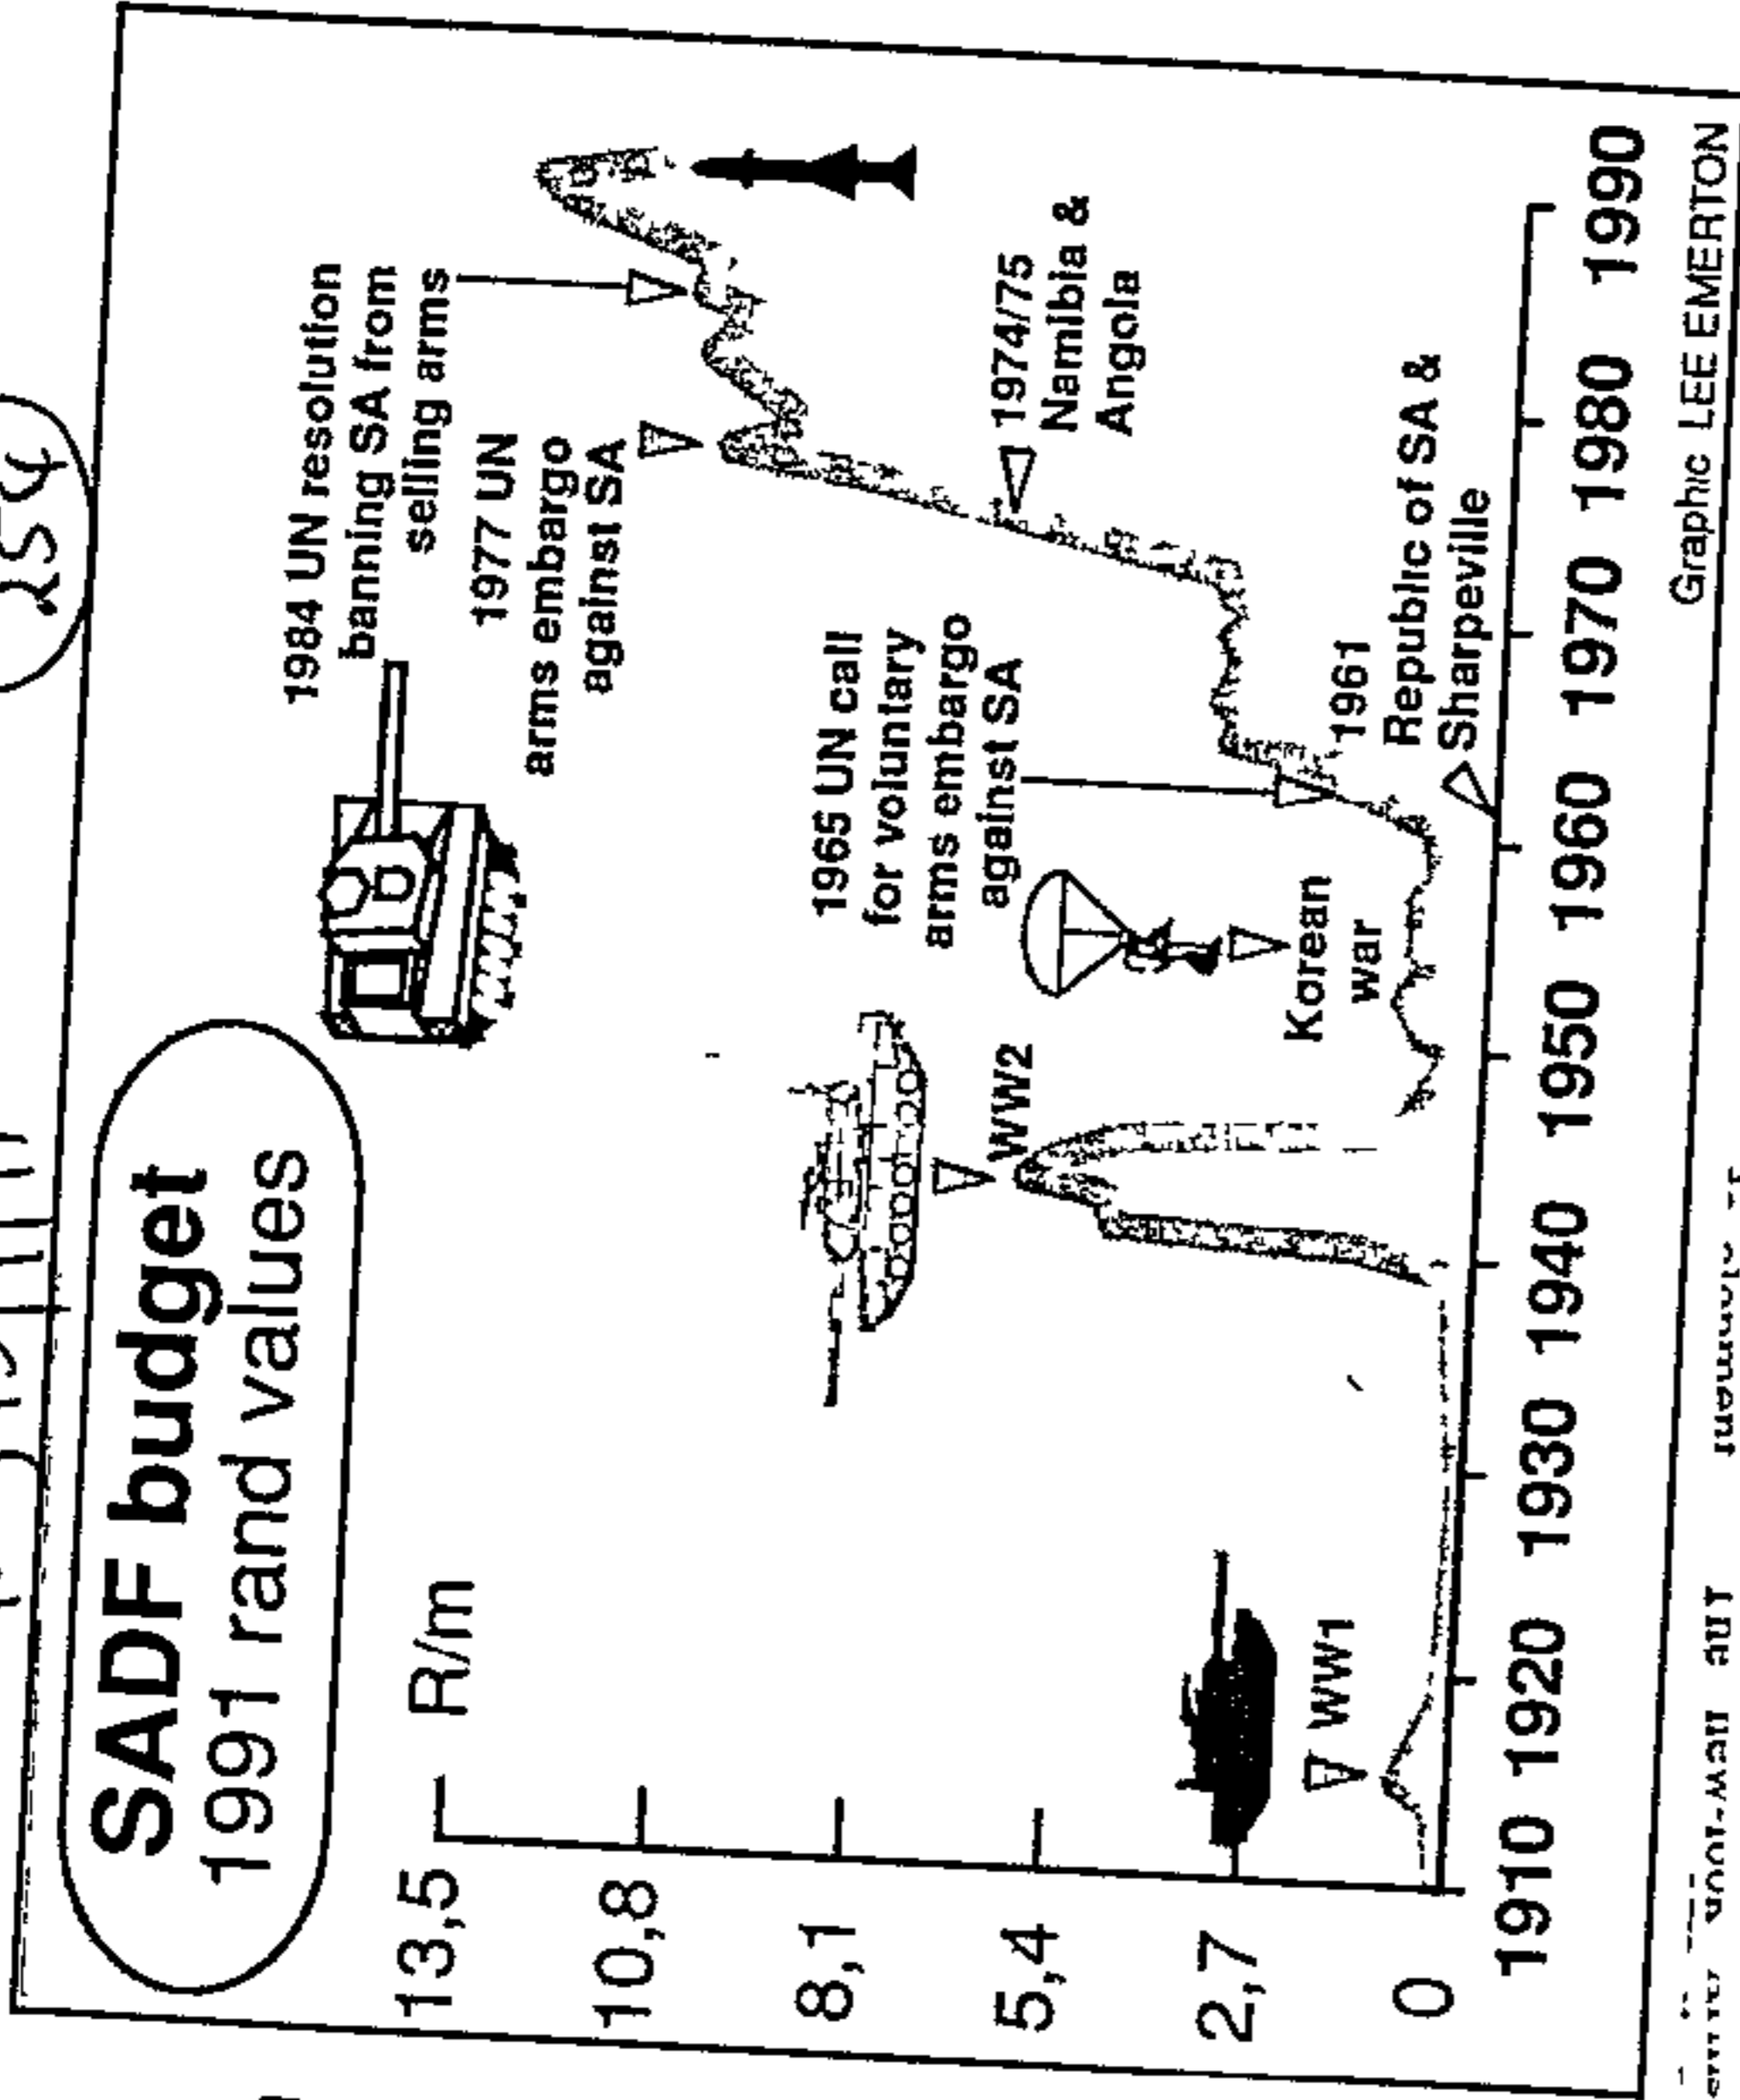 254
SADF budget
1991 rand values
R/m
13,5
10,8
8,1
5,4
2,7
0
1984 UN resolution
banning SA from
selling arms
1977 UN
arms embargo
against SA
1965 UN call
for voluntary
arms embargo
against SA
1974/75
Namibia &
Angola
WW2
Korean
war
1961
Republic of SA &
Sharpeville
WW1
1910 1920 1930 1940 1950 1960 1970 1980 1990
Graphic LEE EMERTON